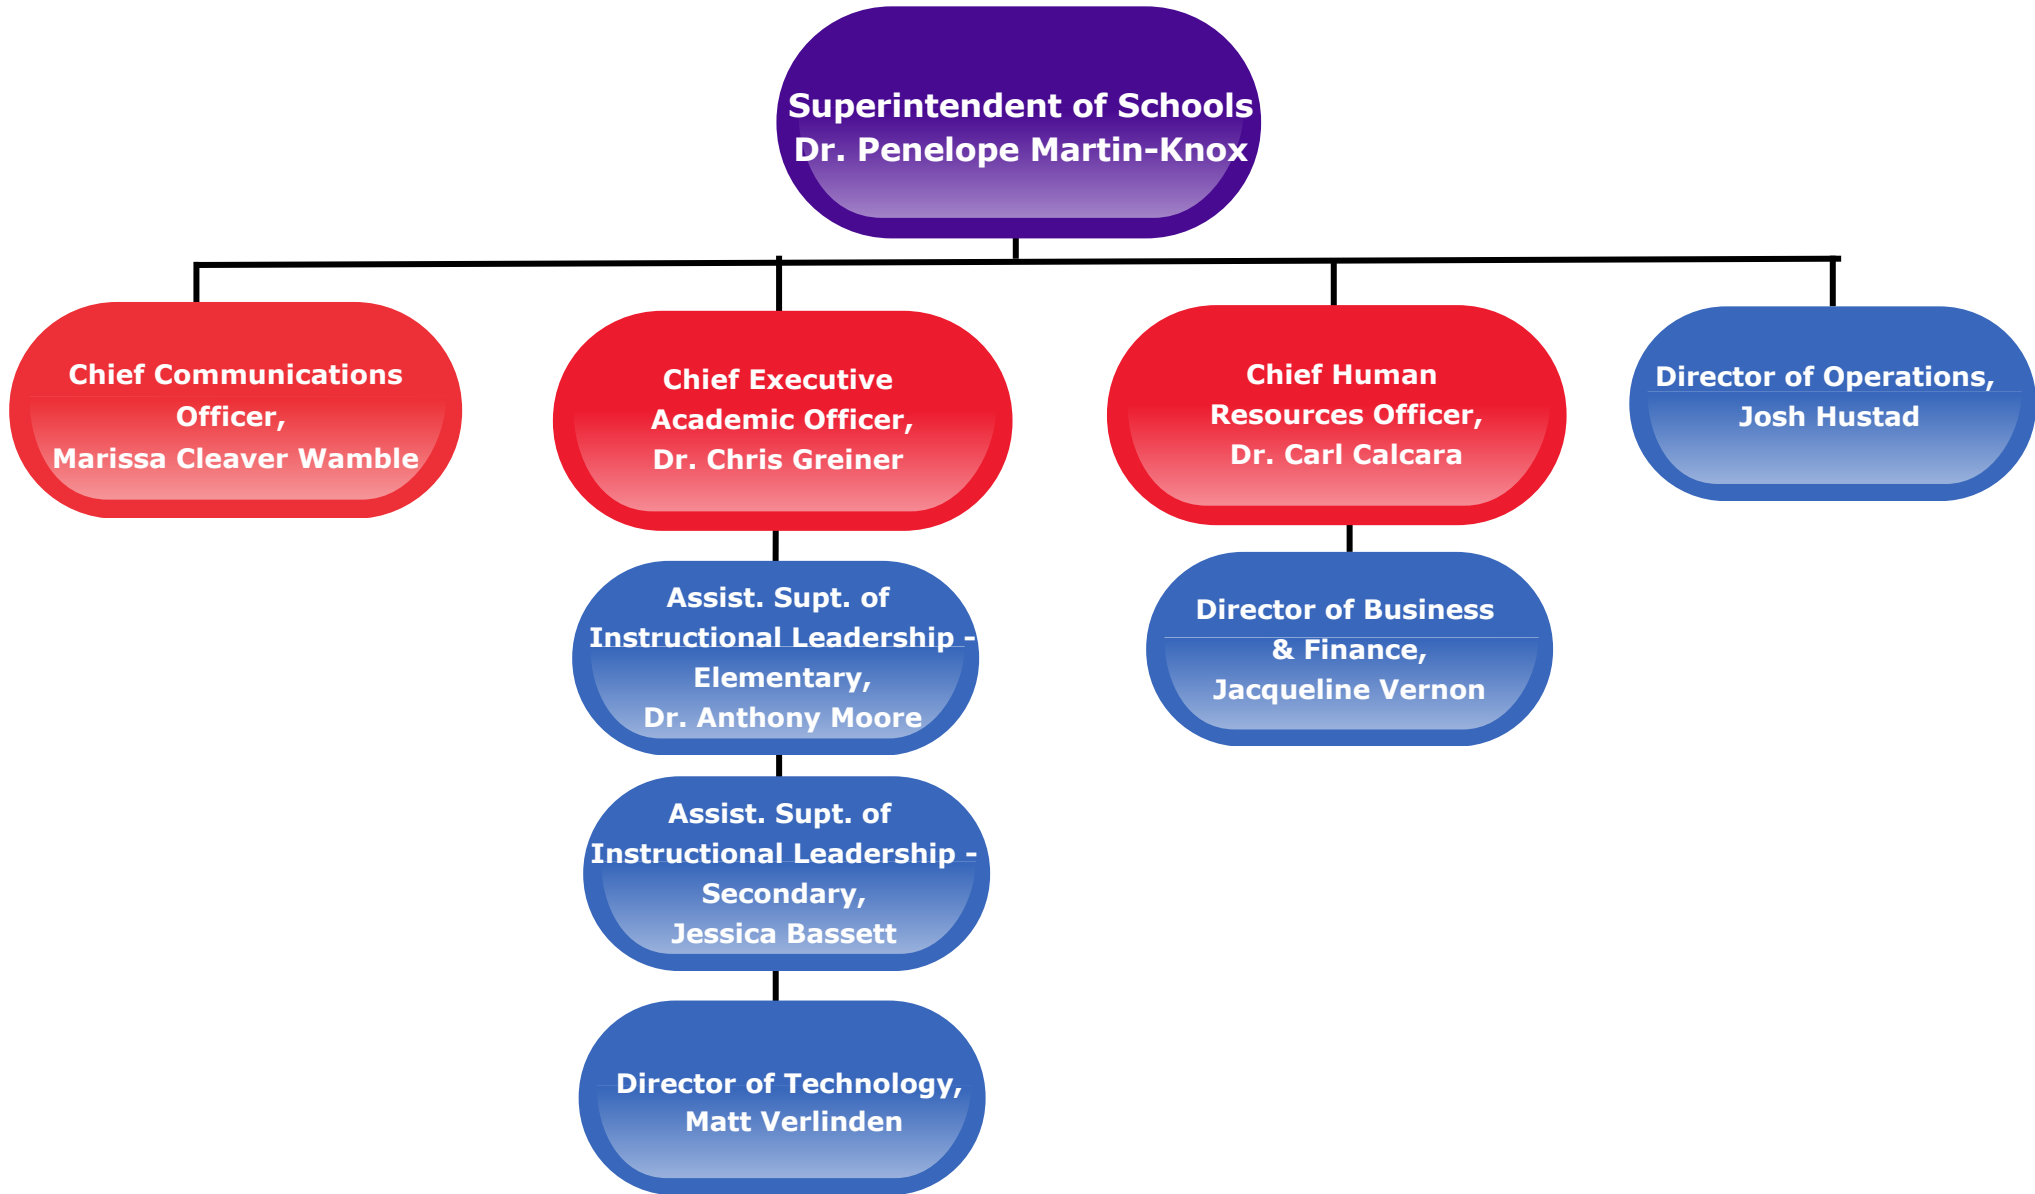 Superintendent of Schools
Dr. Penelope Martin-Knox
Chief Communications
Officer,
Marissa Cleaver Wamble
Chief Executive
Academic Officer,
Dr. Chris Greiner
Chief Human
Resources Officer,
Dr. Carl Calcara
Director of Operations,
Josh Hustad
Assist. Supt. of
Instructional Leadership -
Elementary,
Dr. Anthony Moore
Director of Business
& Finance,
Jacqueline Vernon
Assist. Supt. of
Instructional Leadership -
Secondary,
Jessica Bassett
Director of Technology,
Matt Verlinden